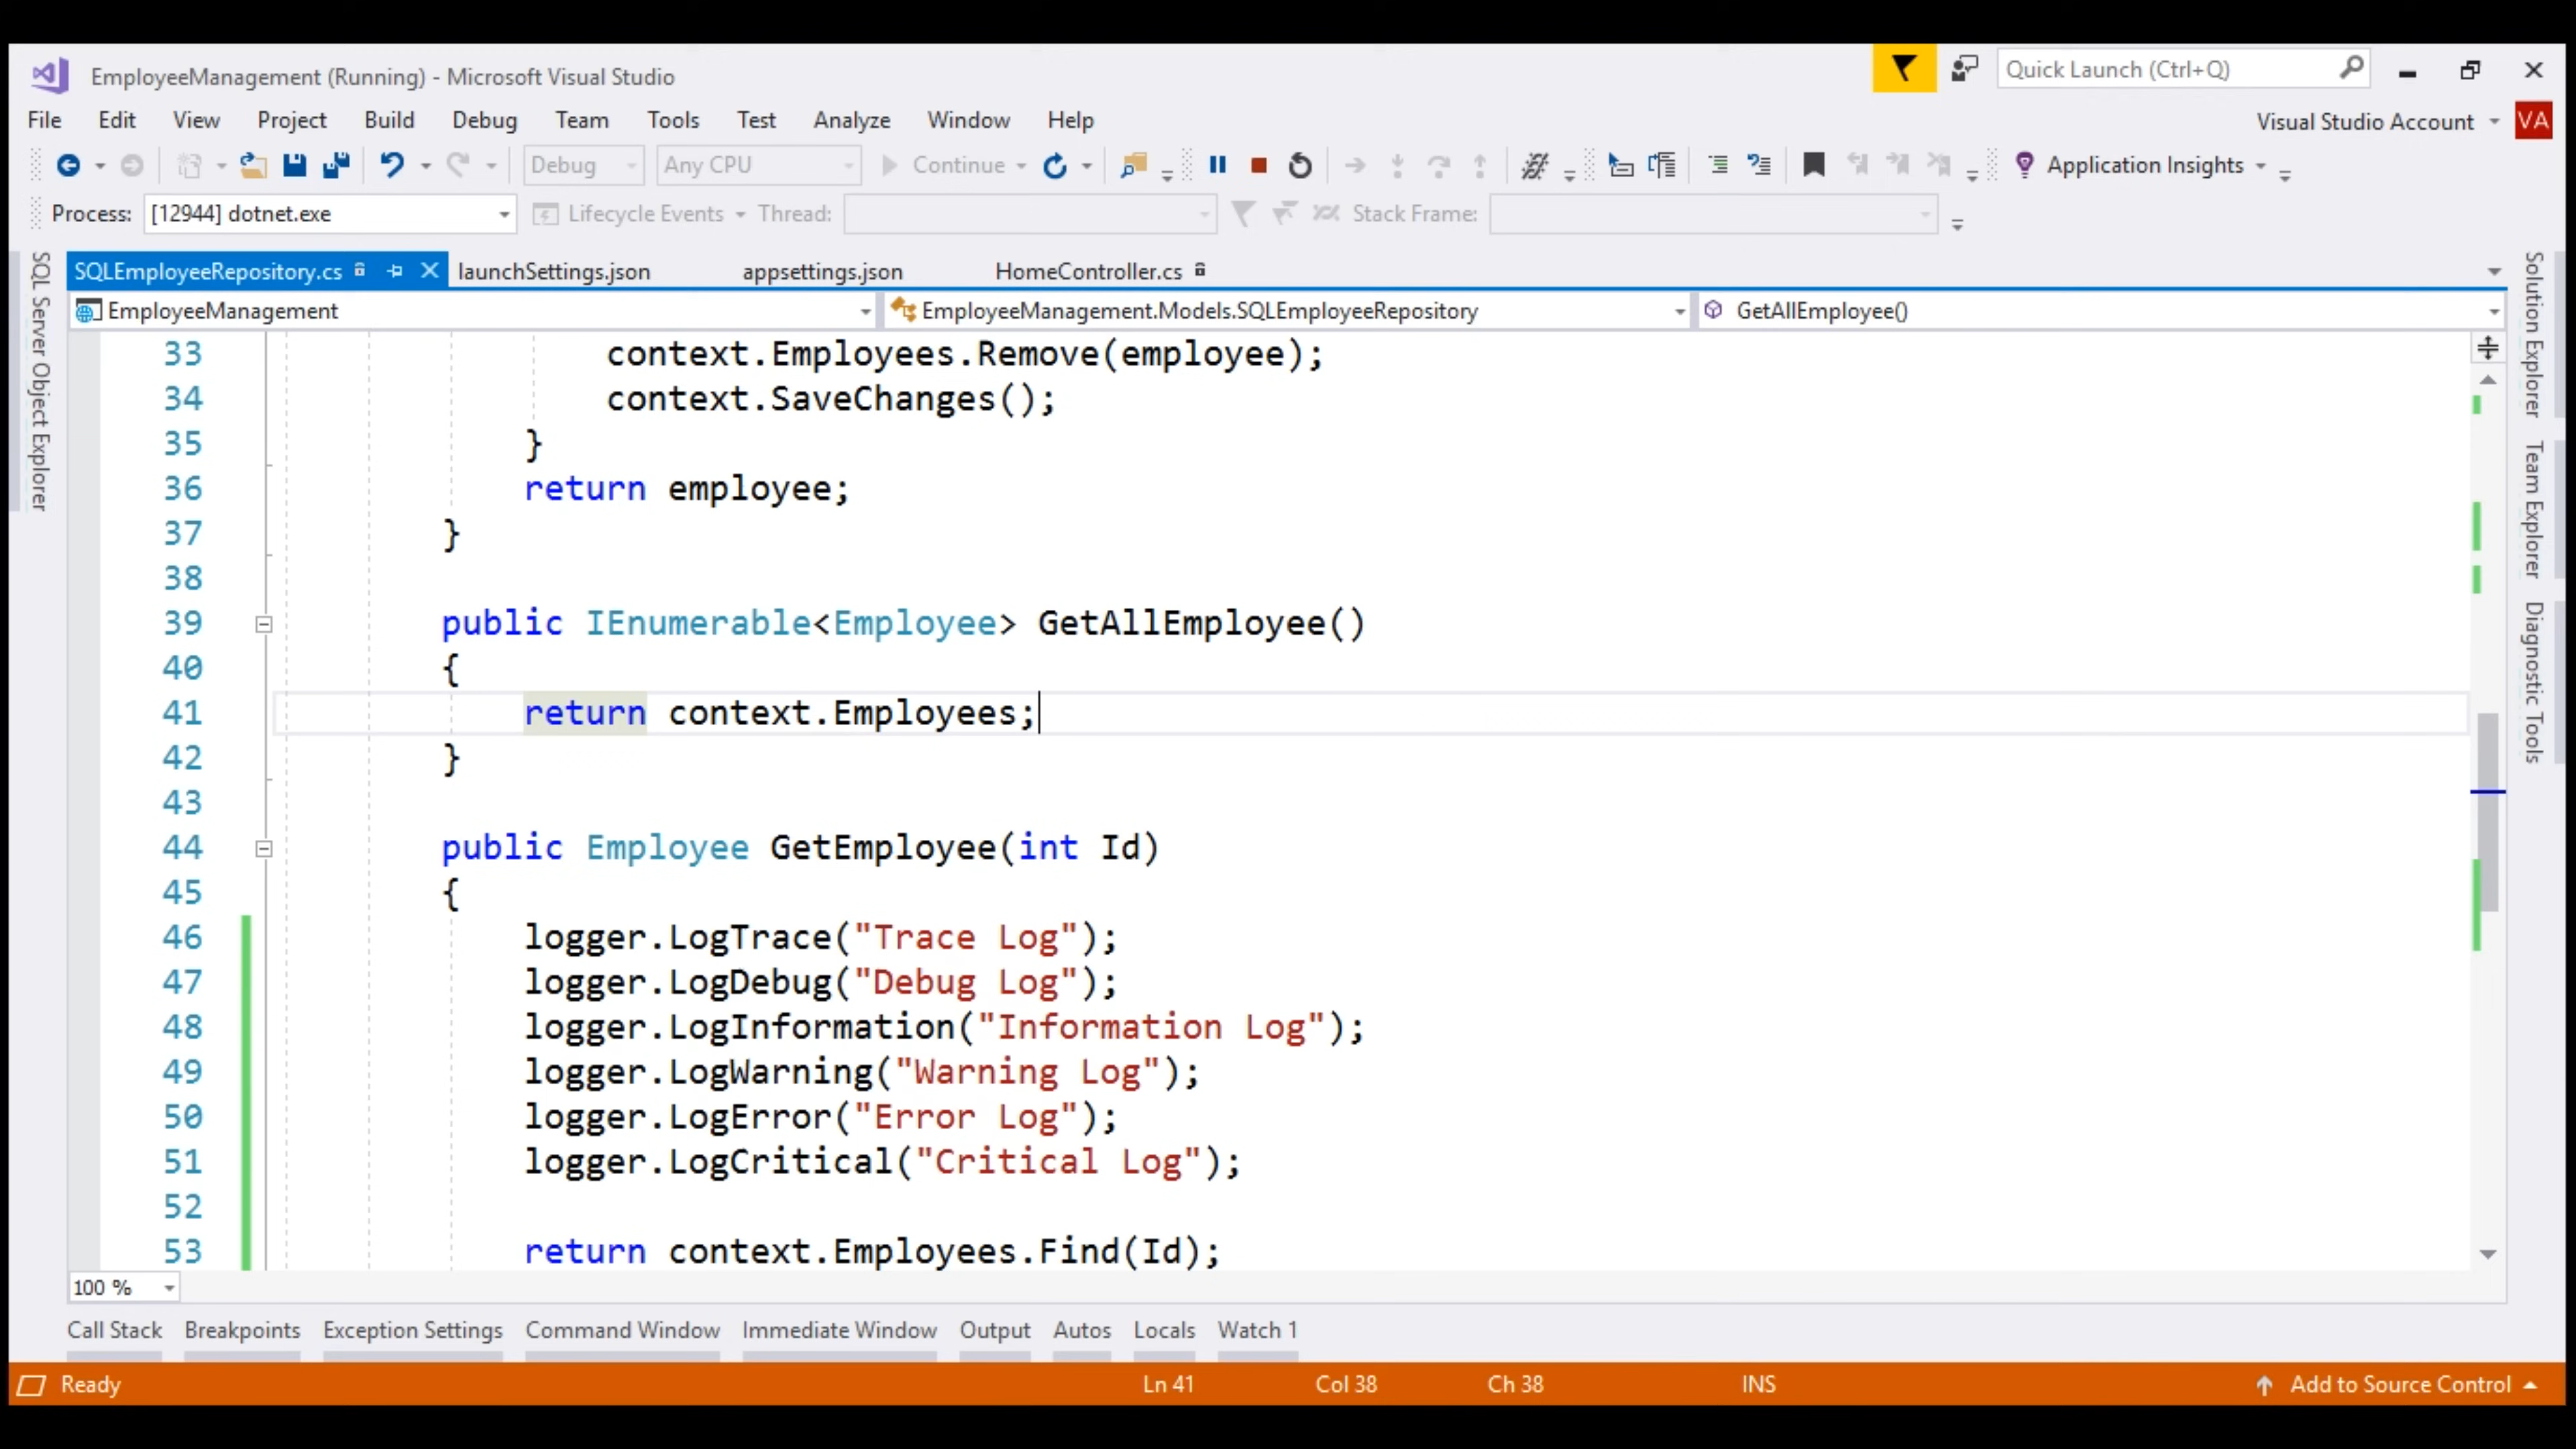 EmployeeManagement (Running) - Microsoft Visual Studio
Quick Launch (Ctrl+Q)
File Edit View Project Build Debug Team Tools Test Analyze Window Help
Visual Studio Account VA
Debug Any CPU Continue Application Insights
Process: [12944] dotnet.exe Lifecycle Events Thread: Stack Frame:
SQLEmployeeRepository.cs launchSettings.json appsettings.json HomeController.cs
EmployeeManagement EmployeeManagement.Models.SQLEmployeeRepository GetAllEmployee()
SQL Server Object Explorer
33 context.Employees.Remove(employee);
34 context.SaveChanges();
35 }
36 return employee;
37 }
38
39 public IEnumerable<Employee> GetAllEmployee()
40 {
41 return context.Employees;
42 }
43
44 public Employee GetEmployee(int Id)
45 {
46 logger.LogTrace("Trace Log");
47 logger.LogDebug("Debug Log");
48 logger.LogInformation("Information Log");
49 logger.LogWarning("Warning Log");
50 logger.LogError("Error Log");
51 logger.LogCritical("Critical Log");
52
53 return context.Employees.Find(Id);
Solution Explorer
Team Explorer
Diagnostic Tools
100 %
Call Stack Breakpoints Exception Settings Command Window Immediate Window Output Autos Locals Watch 1
Ready Ln 41 Col 38 Ch 38 INS Add to Source Control